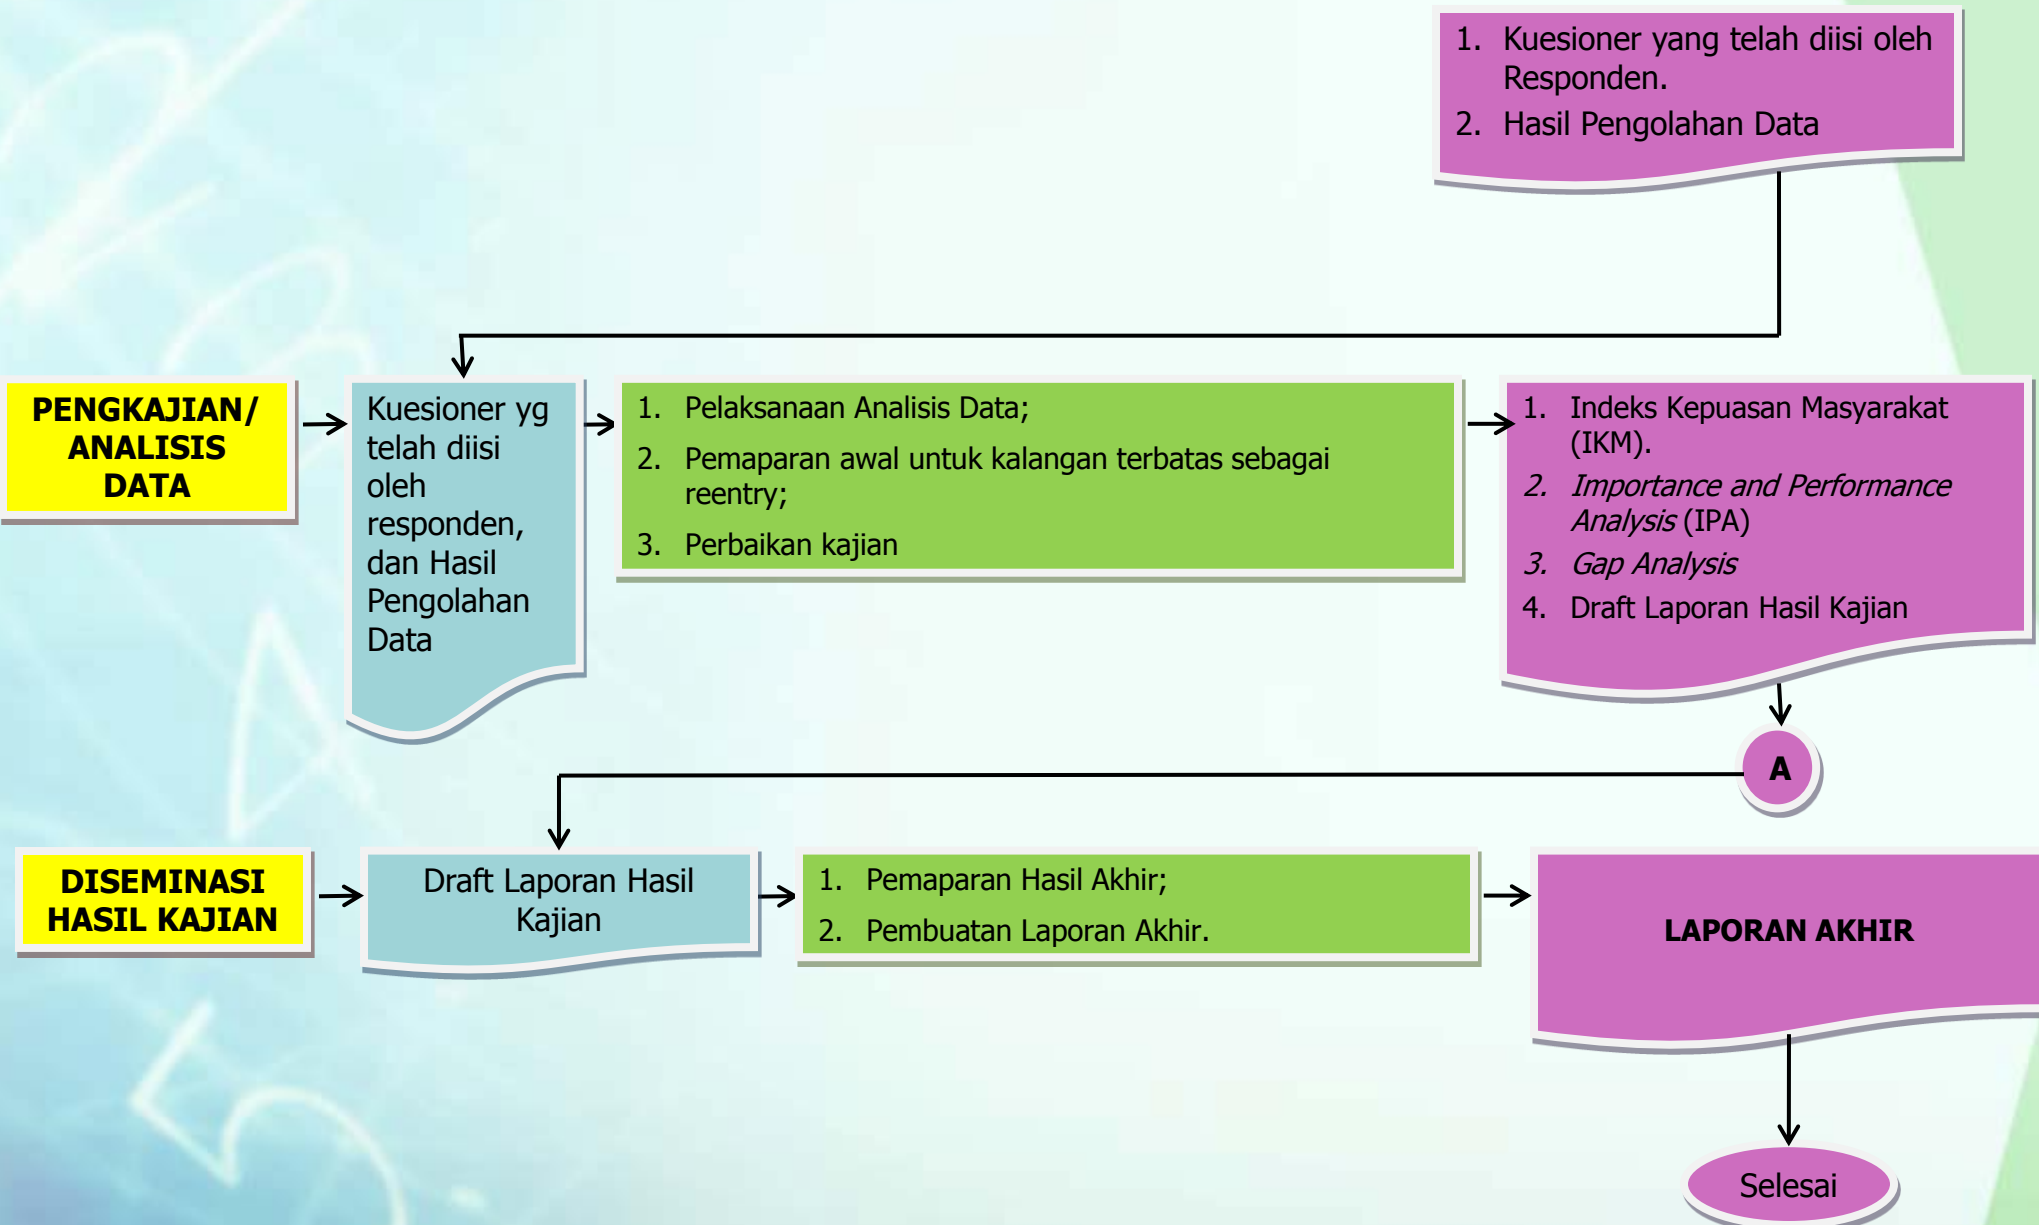 1. Kuesioner yang telah diisi oleh
Responden.
2. Hasil Pengolahan Data
PENGKAJIAN/
ANALISIS
DATA
Kuesioner yg
telah diisi
oleh
responden,
dan Hasil
Pengolahan
Data
1. Pelaksanaan Analisis Data;
2. Pemaparan awal untuk kalangan terbatas sebagai
reentry;
3. Perbaikan kajian
1. Indeks Kepuasan Masyarakat
(IKM).
2. Importance and Performance
Analysis (IPA)
3. Gap Analysis
4. Draft Laporan Hasil Kajian
A
DISEMINASI
HASIL KAJIAN
Draft Laporan Hasil
Kajian
1. Pemaparan Hasil Akhir;
2. Pembuatan Laporan Akhir.
LAPORAN AKHIR
Selesai